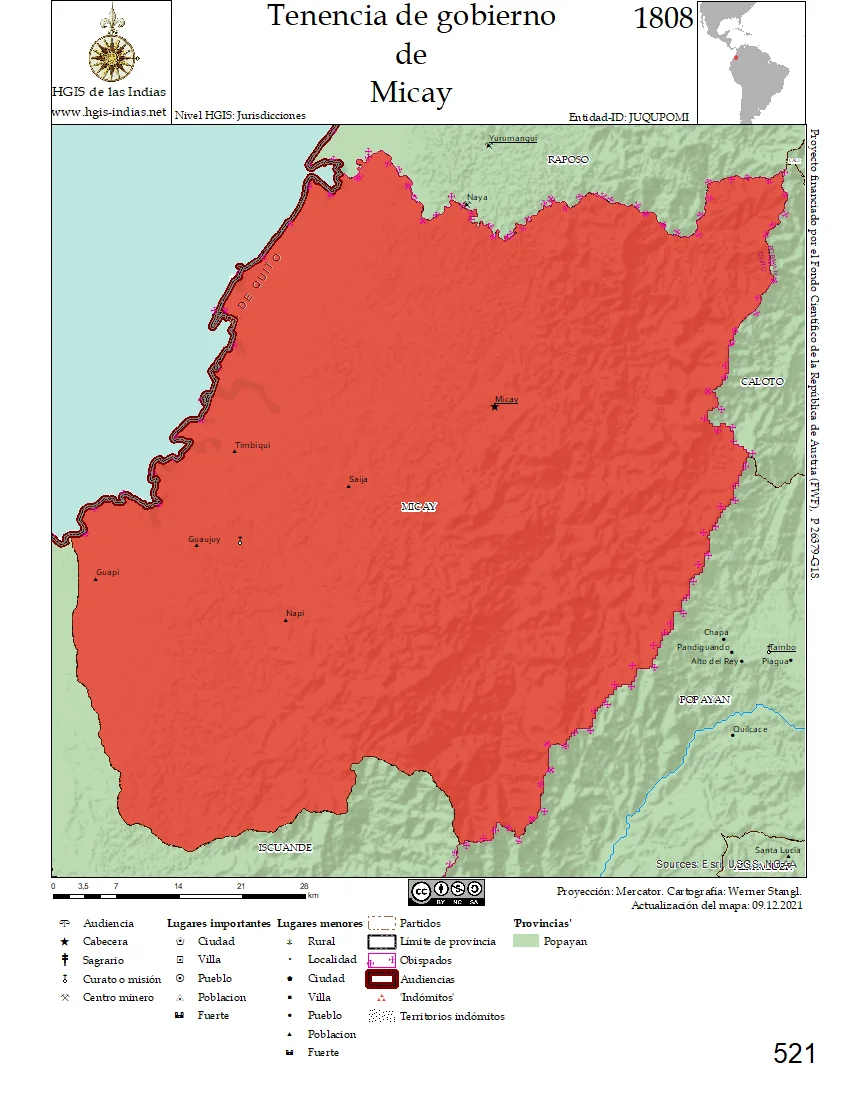 Tenencia de gobierno
de
Micay
1808
HGIS de las Indias
www.hgis-indias.net
Nivel HGIS: Jurisdicciones
Entidad-ID: JUQUPOMI
Proyecto financiado por el Fondo Científico de la República de Austria (FWF), P 26379-G18.
Yurumangui
RAPOSO
Naya
DE QUITO
CALOTO
Micay
Timbiqui
Saija
MICAY
Guaujuy
Guapi
Napi
Chapa
Pandiguando
Tambo
Alto del Rey
Piagua
POPAYAN
Quilcace
ISCUANDE
Santa Lucía
Sources: Esri, USGS, NOAA
0 3,5 7 14 21 28
km
CC BY NC SA
Proyección: Mercator. Cartografía: Werner Stangl.
Actualización del mapa: 09.12.2021
Audiencia
Cabecera
Sagrario
Curato o misión
Centro minero
Lugares importantes
Ciudad
Villa
Pueblo
Poblacion
Fuerte
Lugares menores
Rural
Localidad
Ciudad
Villa
Pueblo
Poblacion
Fuerte
Partidos
Límite de provincia
Obispados
Audiencias
'Indómitos'
Territorios indómitos
'Provincias'
Popayan
521